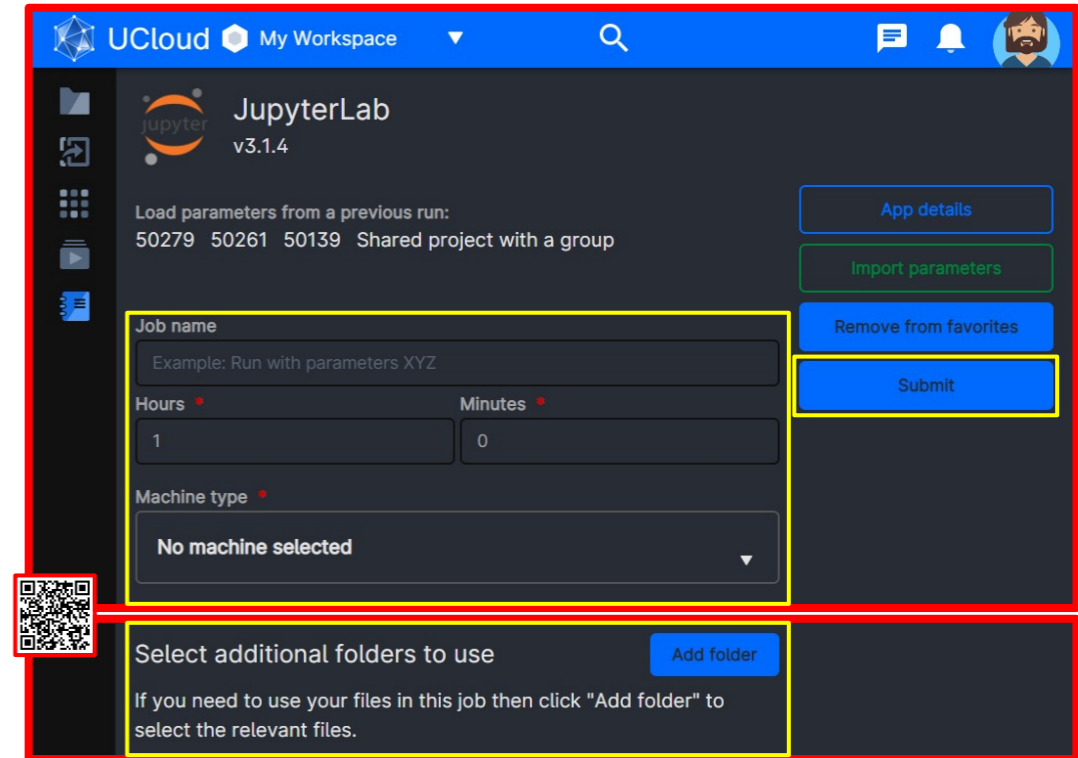 UCloud My Workspace
jupyter
JupyterLab
v3.1.4
Load parameters from a previous run:
50279 50261 50139 Shared project with a group
App details
Import parameters
Remove from favorites
Submit
Job name
Example: Run with parameters XYZ
Hours *
Minutes *
1
0
Machine type *
No machine selected
Select additional folders to use
Add folder
If you need to use your files in this job then click "Add folder" to
select the relevant files.